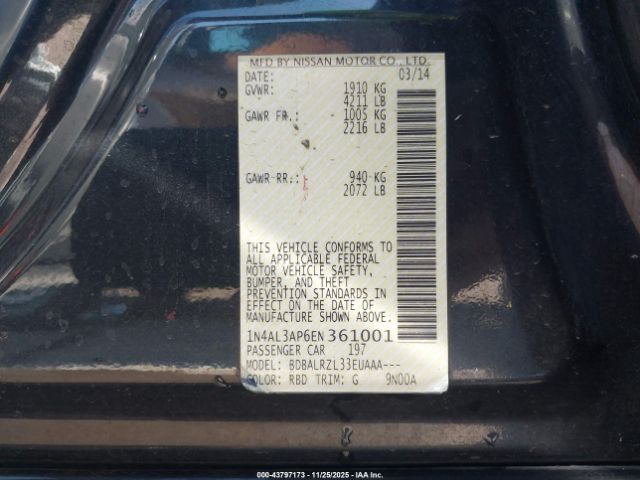 MFD BY NISSAN MOTOR CO., LTD.
DATE: 03/14
GVWR: 1910 KG
4211 LB
GAWR FR.: 1005 KG
2216 LB
GAWR RR.: 940 KG
2072 LB
THIS VEHICLE CONFORMS TO
ALL APPLICABLE FEDERAL
MOTOR VEHICLE SAFETY,
BUMPER, AND THEFT
PREVENTION STANDARDS IN
EFFECT ON THE DATE OF
MANUFACTURE SHOWN ABOVE.
1N4AL3AP6EN361001
PASSENGER CAR 197
MODEL: BDBALRZL33EUAAA---
COLOR: RBD TRIM: G 9N00A
00-43797173 - 11/25/2025 - IAA Inc.